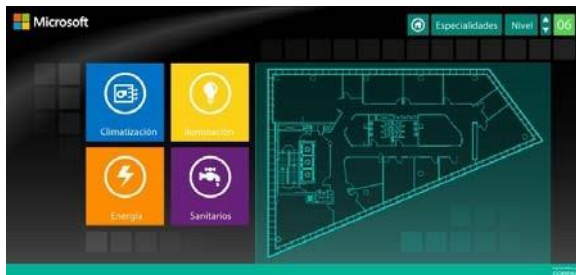 Microsoft
Especialidades Nivel 06
Climatización
Iluminación
Energía
Sanitarios